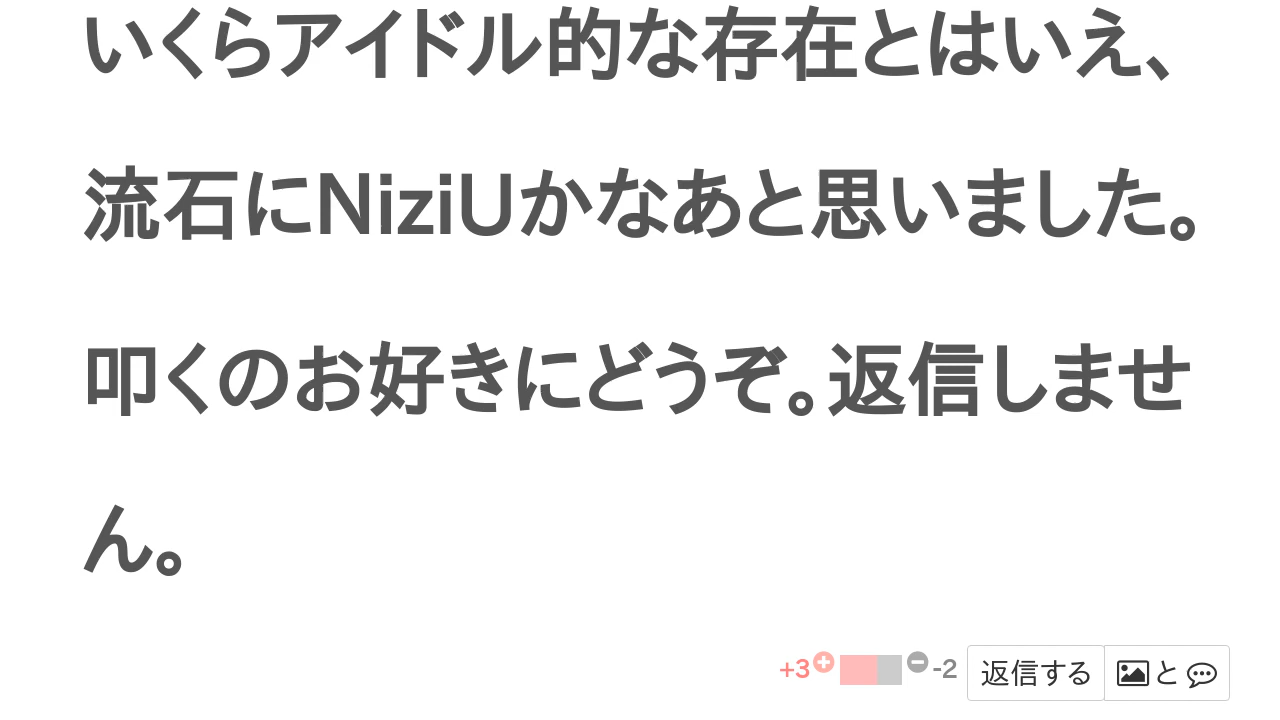 いくらアイドル的な存在とはいえ、
流石にNiziUかなあと思いました。
叩くのお好きにどうぞ。返信しませ
ん。
+3 -2 返信する と